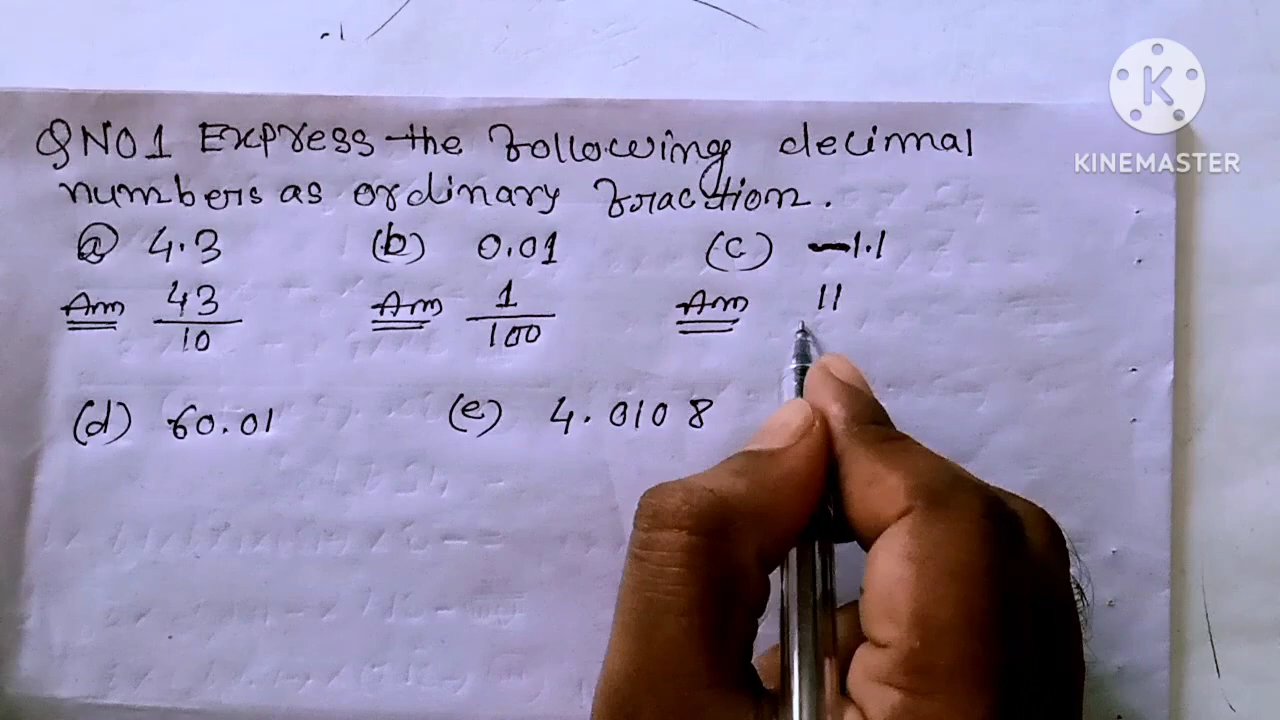 K
KINEMASTER
QNO1 Express the following decimal
numbers as ordinary fraction.
(a) 4.3 (b) 0.01 (c) -1.1
Ans 43/10 Ans 1/100 Ans 11
(d) 60.01 (e) 4.0108